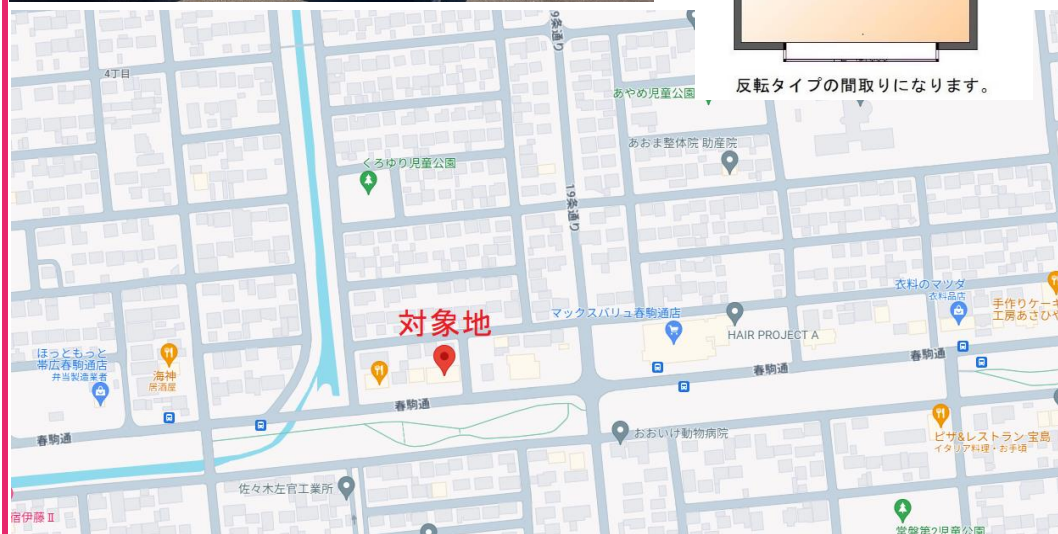 反転タイプの間取りになります。
9条通り
4丁目
あやめ児童公園
あおま整体院 助産院
くろゆり児童公園
19条通り
衣料のマツダ
衣料品店
手作りケーキ
工房あさひや
対象地
マックスバリュ春駒通店
HAIR PROJECT A
ほっともっと
帯広春駒通店
弁当製造業者
海神
居酒屋
春駒通
春駒通
春駒通
春駒通
おおいけ動物病院
ピザ&レストラン 宝島
イタリア料理・お手頃
佐々木左官工業所
宿伊藤Ⅱ
常盤第2児童公園